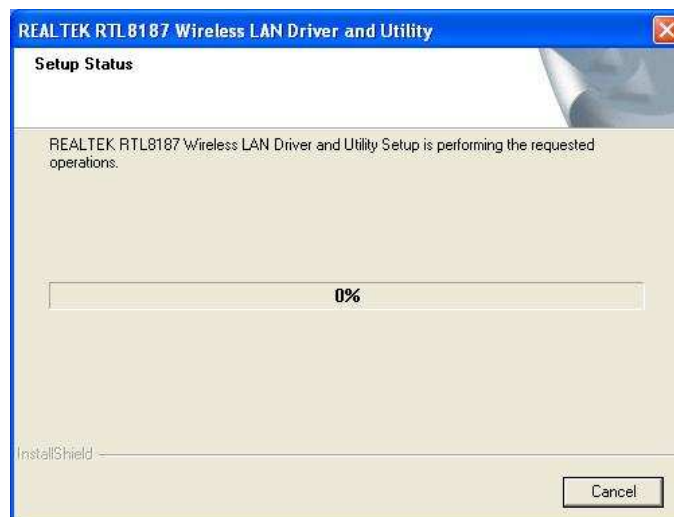 REALTEK RTL8187 Wireless LAN Driver and Utility
Setup Status
REALTEK RTL8187 Wireless LAN Driver and Utility Setup is performing the requested
operations.
0%
InstallShield
Cancel